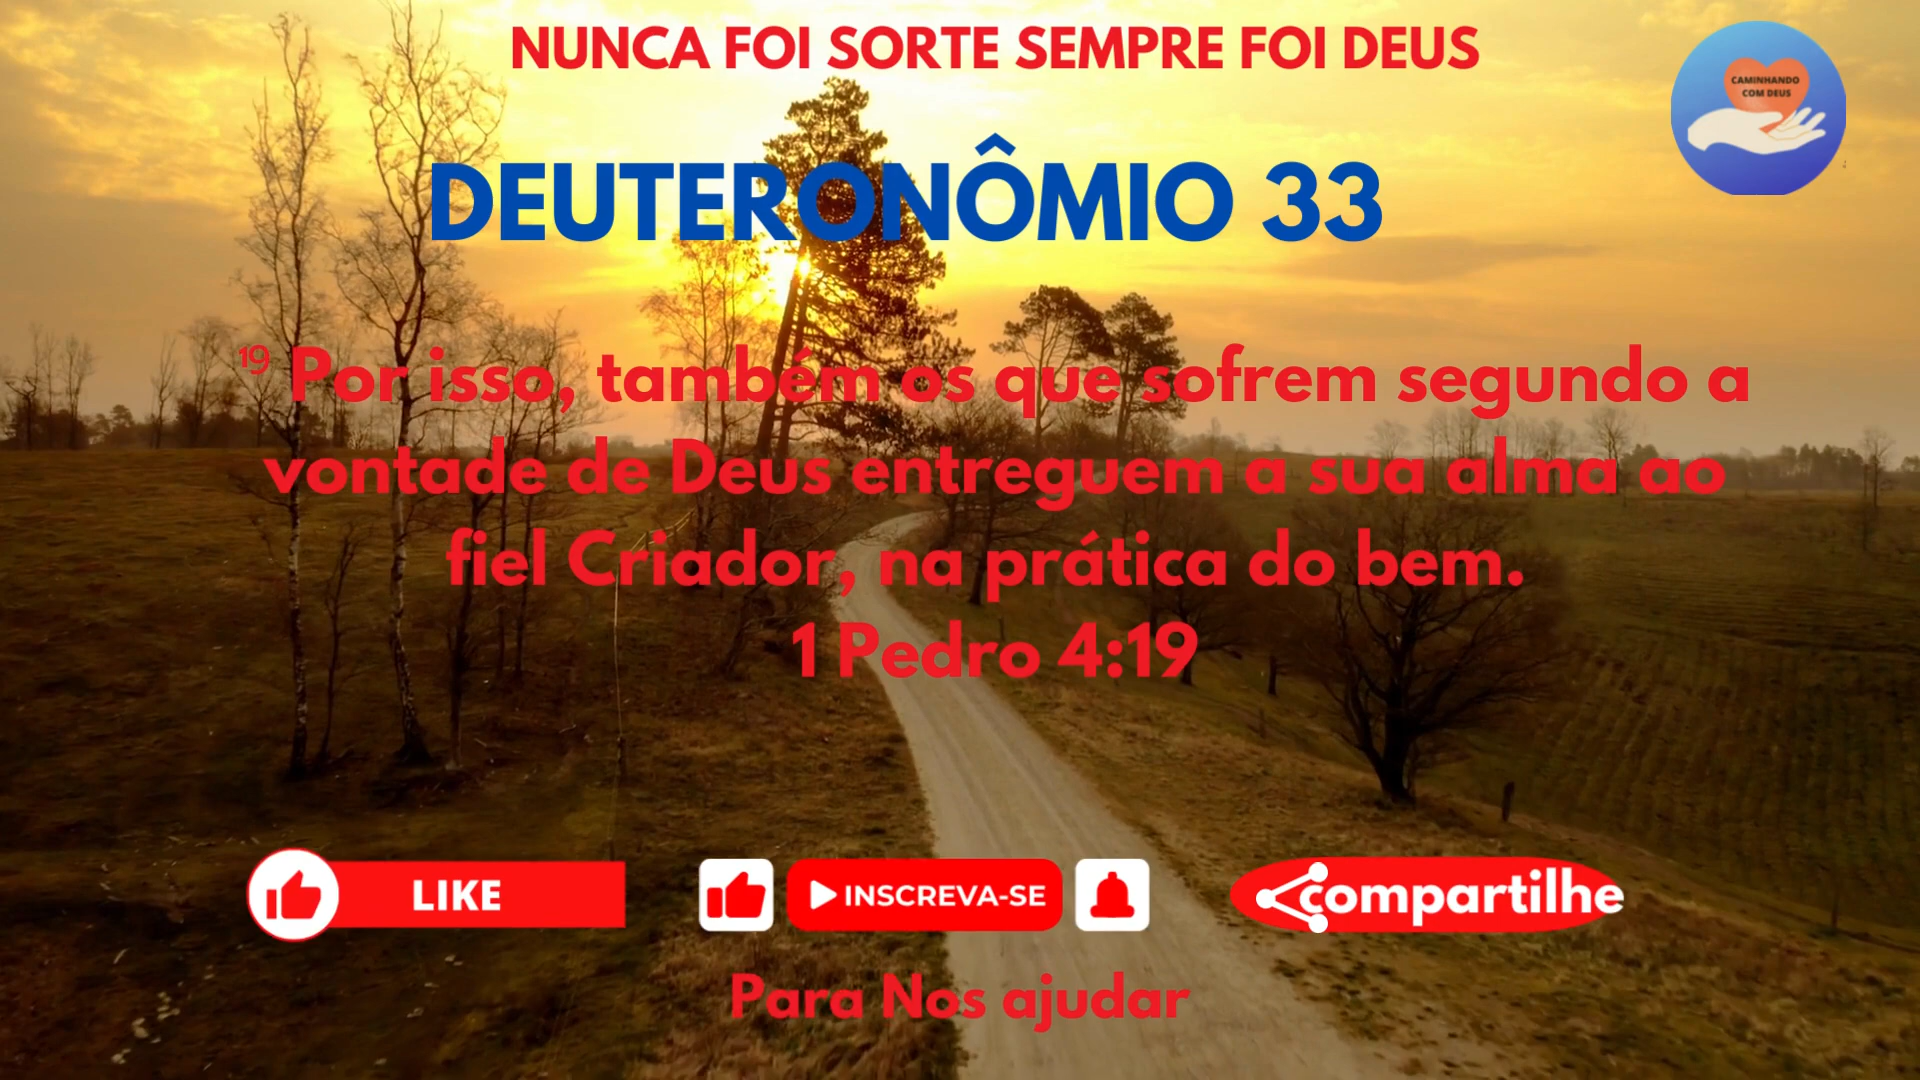 NUNCA FOI SORTE SEMPRE FOI DEUS
CAMINHANDO
COM DEUS
DEUTERONÔMIO 33
¹⁹ Por isso, também os que sofrem segundo a
vontade de Deus entreguem a sua alma ao
fiel Criador, na prática do bem.
1 Pedro 4:19
LIKE
INSCREVA-SE
compartilhe
Para Nos ajudar